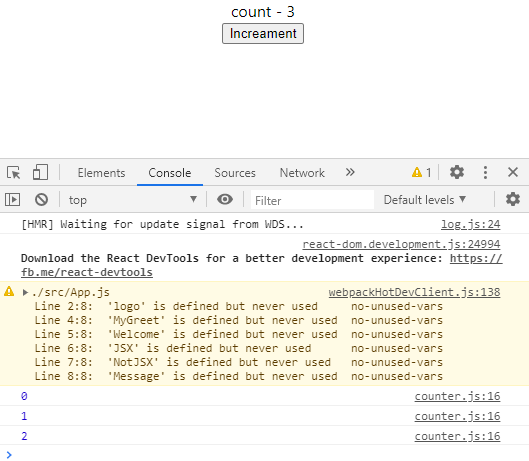 count - 3
Increament
Elements Console Sources Network » 1
top Filter Default levels
[HMR] Waiting for update signal from WDS... log.js:24
react-dom.development.js:24994
Download the React DevTools for a better development experience: https://
fb.me/react-devtools
./src/App.js webpackHotDevClient.js:138
Line 2:8: 'logo' is defined but never used no-unused-vars
Line 4:8: 'MyGreet' is defined but never used no-unused-vars
Line 5:8: 'Welcome' is defined but never used no-unused-vars
Line 6:8: 'JSX' is defined but never used no-unused-vars
Line 7:8: 'NotJSX' is defined but never used no-unused-vars
Line 8:8: 'Message' is defined but never used no-unused-vars
0 counter.js:16
1 counter.js:16
2 counter.js:16